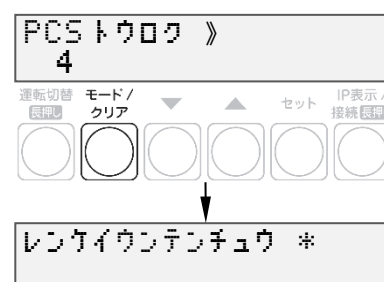 PCSトウロク 》
4
運転切替 長押し
モード/クリア
▼
▲
セット
IP表示/接続 長押
レンケイウンテンチュウ *